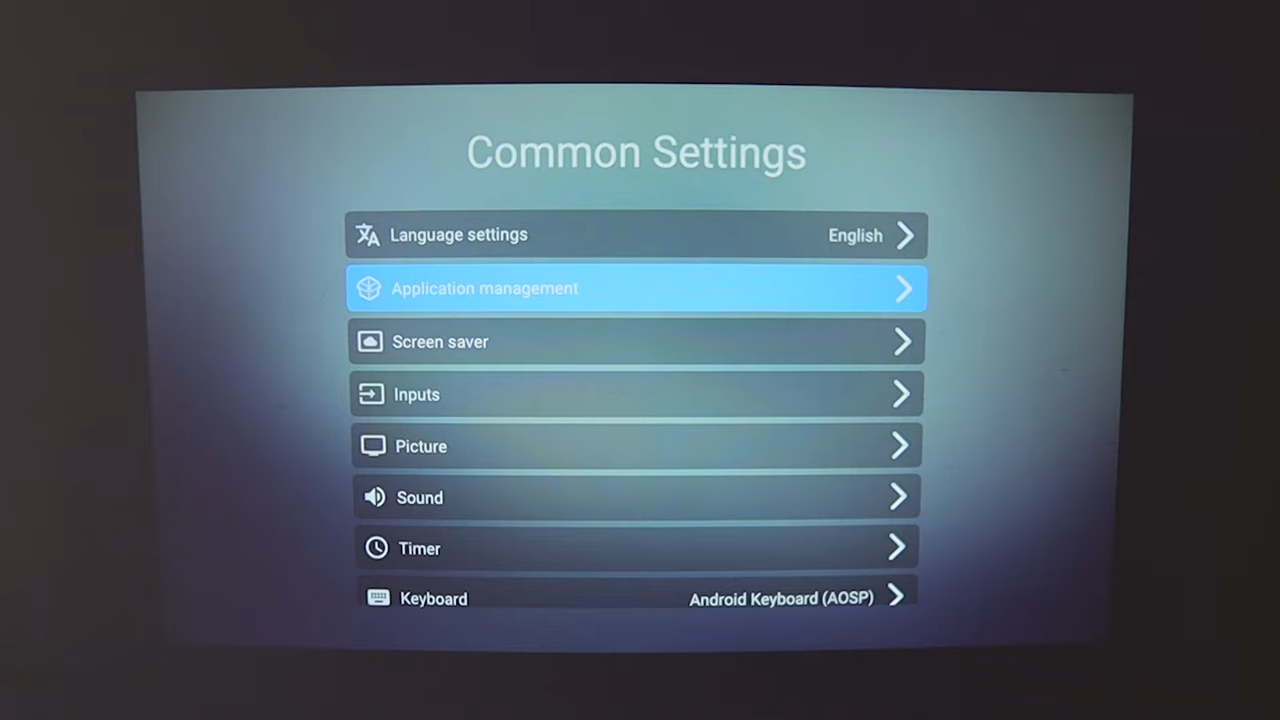 Common Settings
Language settings English
Application management
Screen saver
Inputs
Picture
Sound
Timer
Keyboard Android Keyboard (AOSP)